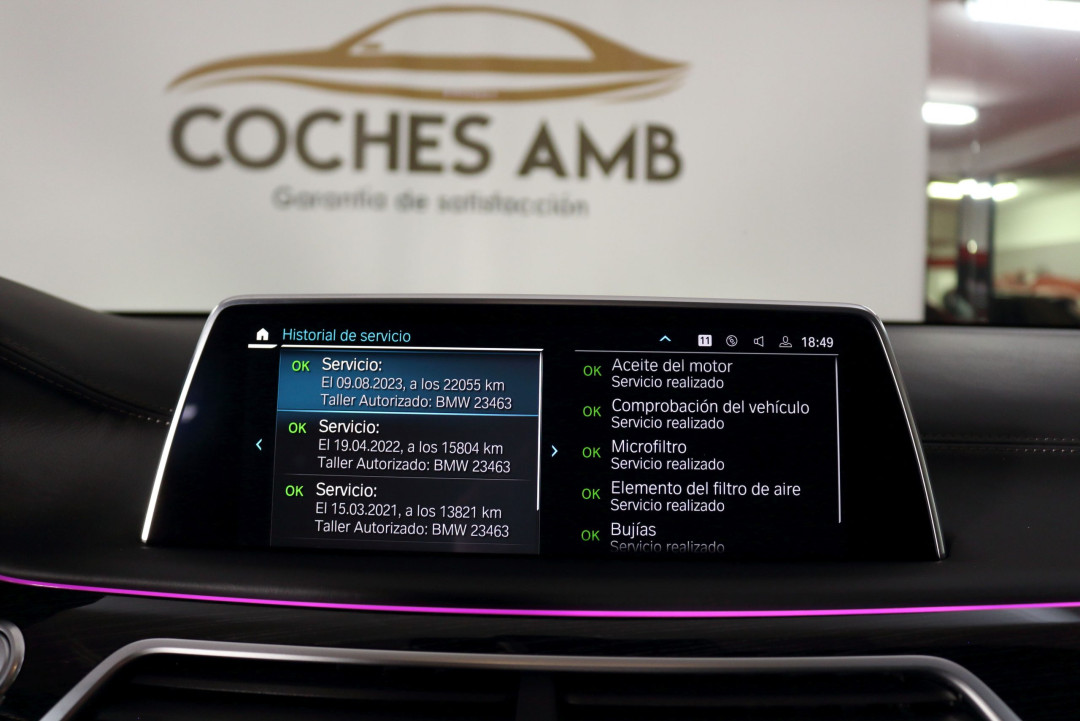 COCHES AMB
Garantía de satisfacción
Historial de servicio
11
18:49
OK Servicio:
El 09.08.2023, a los 22055 km
Taller Autorizado: BMW 23463
OK Servicio:
El 19.04.2022, a los 15804 km
Taller Autorizado: BMW 23463
OK Servicio:
El 15.03.2021, a los 13821 km
Taller Autorizado: BMW 23463
OK Aceite del motor
Servicio realizado
OK Comprobación del vehículo
Servicio realizado
OK Microfiltro
Servicio realizado
OK Elemento del filtro de aire
Servicio realizado
OK Bujías
Servicio realizado